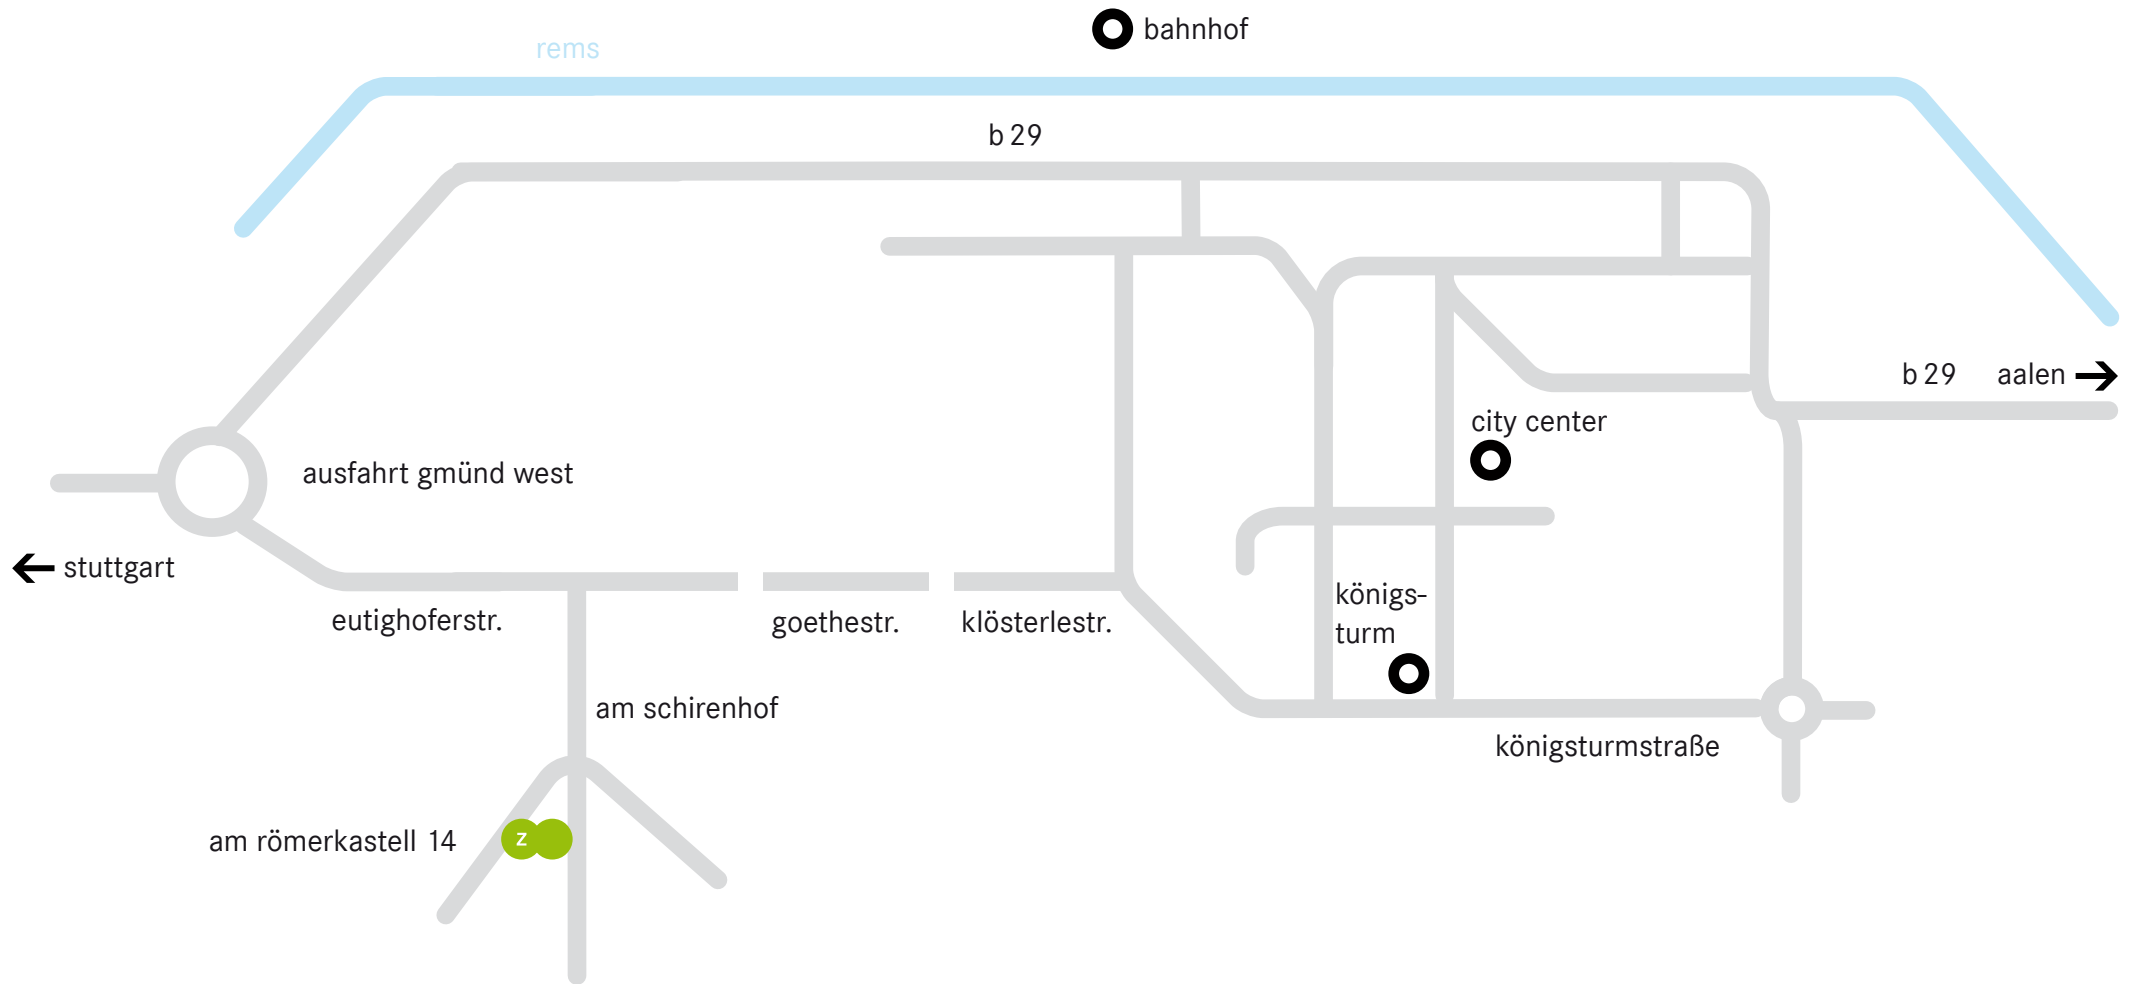 bahnhof
rems
b 29
b 29 aalen
city center
ausfahrt gmünd west
stuttgart
königs-
turm
eutighoferstr.
goethestr.
klösterlestr.
am schirenhof
königsturmstraße
am römerkastell 14
z